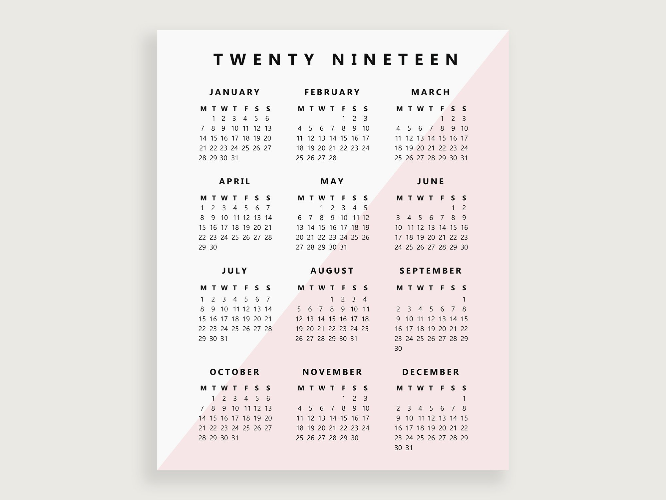 TWENTY NINETEEN
JANUARY
M T W T F S S
1 2 3 4 5 6
7 8 9 10 11 12 13
14 15 16 17 18 19 20
21 22 23 24 25 26 27
28 29 30 31
FEBRUARY
M T W T F S S
1 2 3
4 5 6 7 8 9 10
11 12 13 14 15 16 17
18 19 20 21 22 23 24
25 26 27 28
MARCH
M T W T F S S
1 2 3
4 5 6 7 8 9 10
11 12 13 14 15 16 17
18 19 20 21 22 23 24
25 26 27 28 29 30 31
APRIL
M T W T F S S
1 2 3 4 5 6 7
8 9 10 11 12 13 14
15 16 17 18 19 20 21
22 23 24 25 26 27 28
29 30
MAY
M T W T F S S
1 2 3 4 5
6 7 8 9 10 11 12
13 14 15 16 17 18 19
20 21 22 23 24 25 26
27 28 29 30 31
JUNE
M T W T F S S
1 2
3 4 5 6 7 8 9
10 11 12 13 14 15 16
17 18 19 20 21 22 23
24 25 26 27 28 29 30
JULY
M T W T F S S
1 2 3 4 5 6 7
8 9 10 11 12 13 14
15 16 17 18 19 20 21
22 23 24 25 26 27 28
29 30 31
AUGUST
M T W T F S S
1 2 3 4
5 6 7 8 9 10 11
12 13 14 15 16 17 18
19 20 21 22 23 24 25
26 27 28 29 30 31
SEPTEMBER
M T W T F S S
1
2 3 4 5 6 7 8
9 10 11 12 13 14 15
16 17 18 19 20 21 22
23 24 25 26 27 28 29
30
OCTOBER
M T W T F S S
1 2 3 4 5 6
7 8 9 10 11 12 13
14 15 16 17 18 19 20
21 22 23 24 25 26 27
28 29 30 31
NOVEMBER
M T W T F S S
1 2 3
4 5 6 7 8 9 10
11 12 13 14 15 16 17
18 19 20 21 22 23 24
25 26 27 28 29 30
DECEMBER
M T W T F S S
1
2 3 4 5 6 7 8
9 10 11 12 13 14 15
16 17 18 19 20 21 22
23 24 25 26 27 28 29
30 31